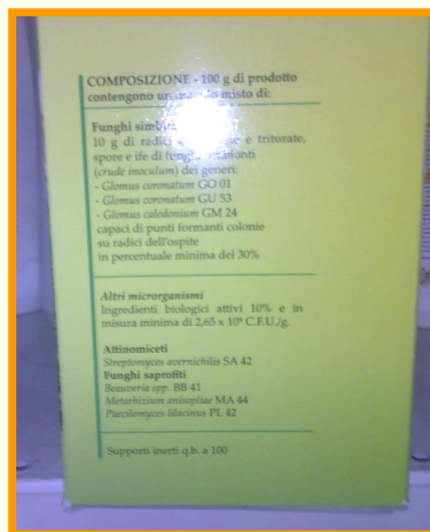 COMPOSIZIONE - 100 g di prodotto
contengono un misto di:
Funghi
10 g di radici e triturate,
spore e ife di funghi simbionti
(crude inoculum) dei generi:
- Glomus coronatum GO 01
- Glomus coronatum GU 53
- Glomus caledonium GM 24
capaci di punti formanti colonie
su radici dell'ospite
in percentuale minima del 30%
Altri microrganismi
Ingredienti biologici attivi 10% e in
misura minima di 2,65 x 10⁸ C.F.U./g.
Attinomiceti
Streptomyces avernichilis SA 42
Funghi saprofiti
Beauveria spp. BB 41
Metarhizium anisopliae MA 44
Paecilomyces lilacinus PL 42
Supporti inerti q.b. a 100